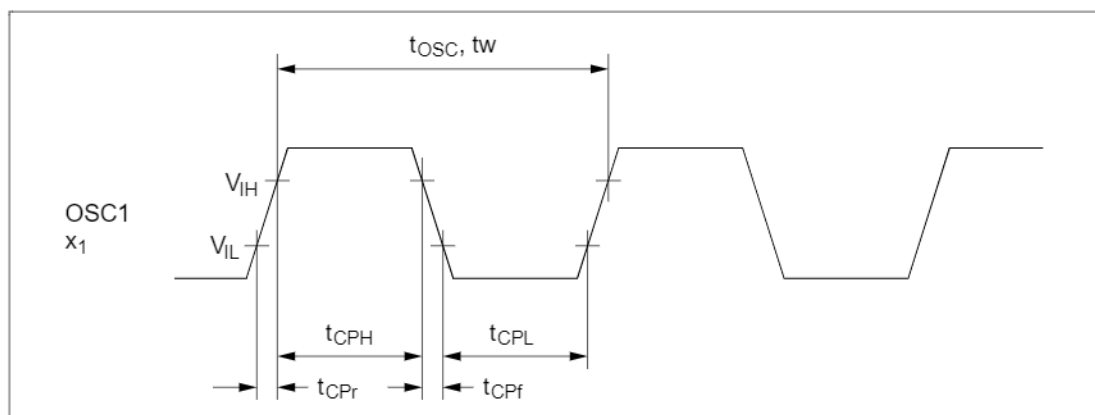 tOSC, tw
VIH
OSC1
x1
VIL
tCPH
tCPL
tCPr
tCPf